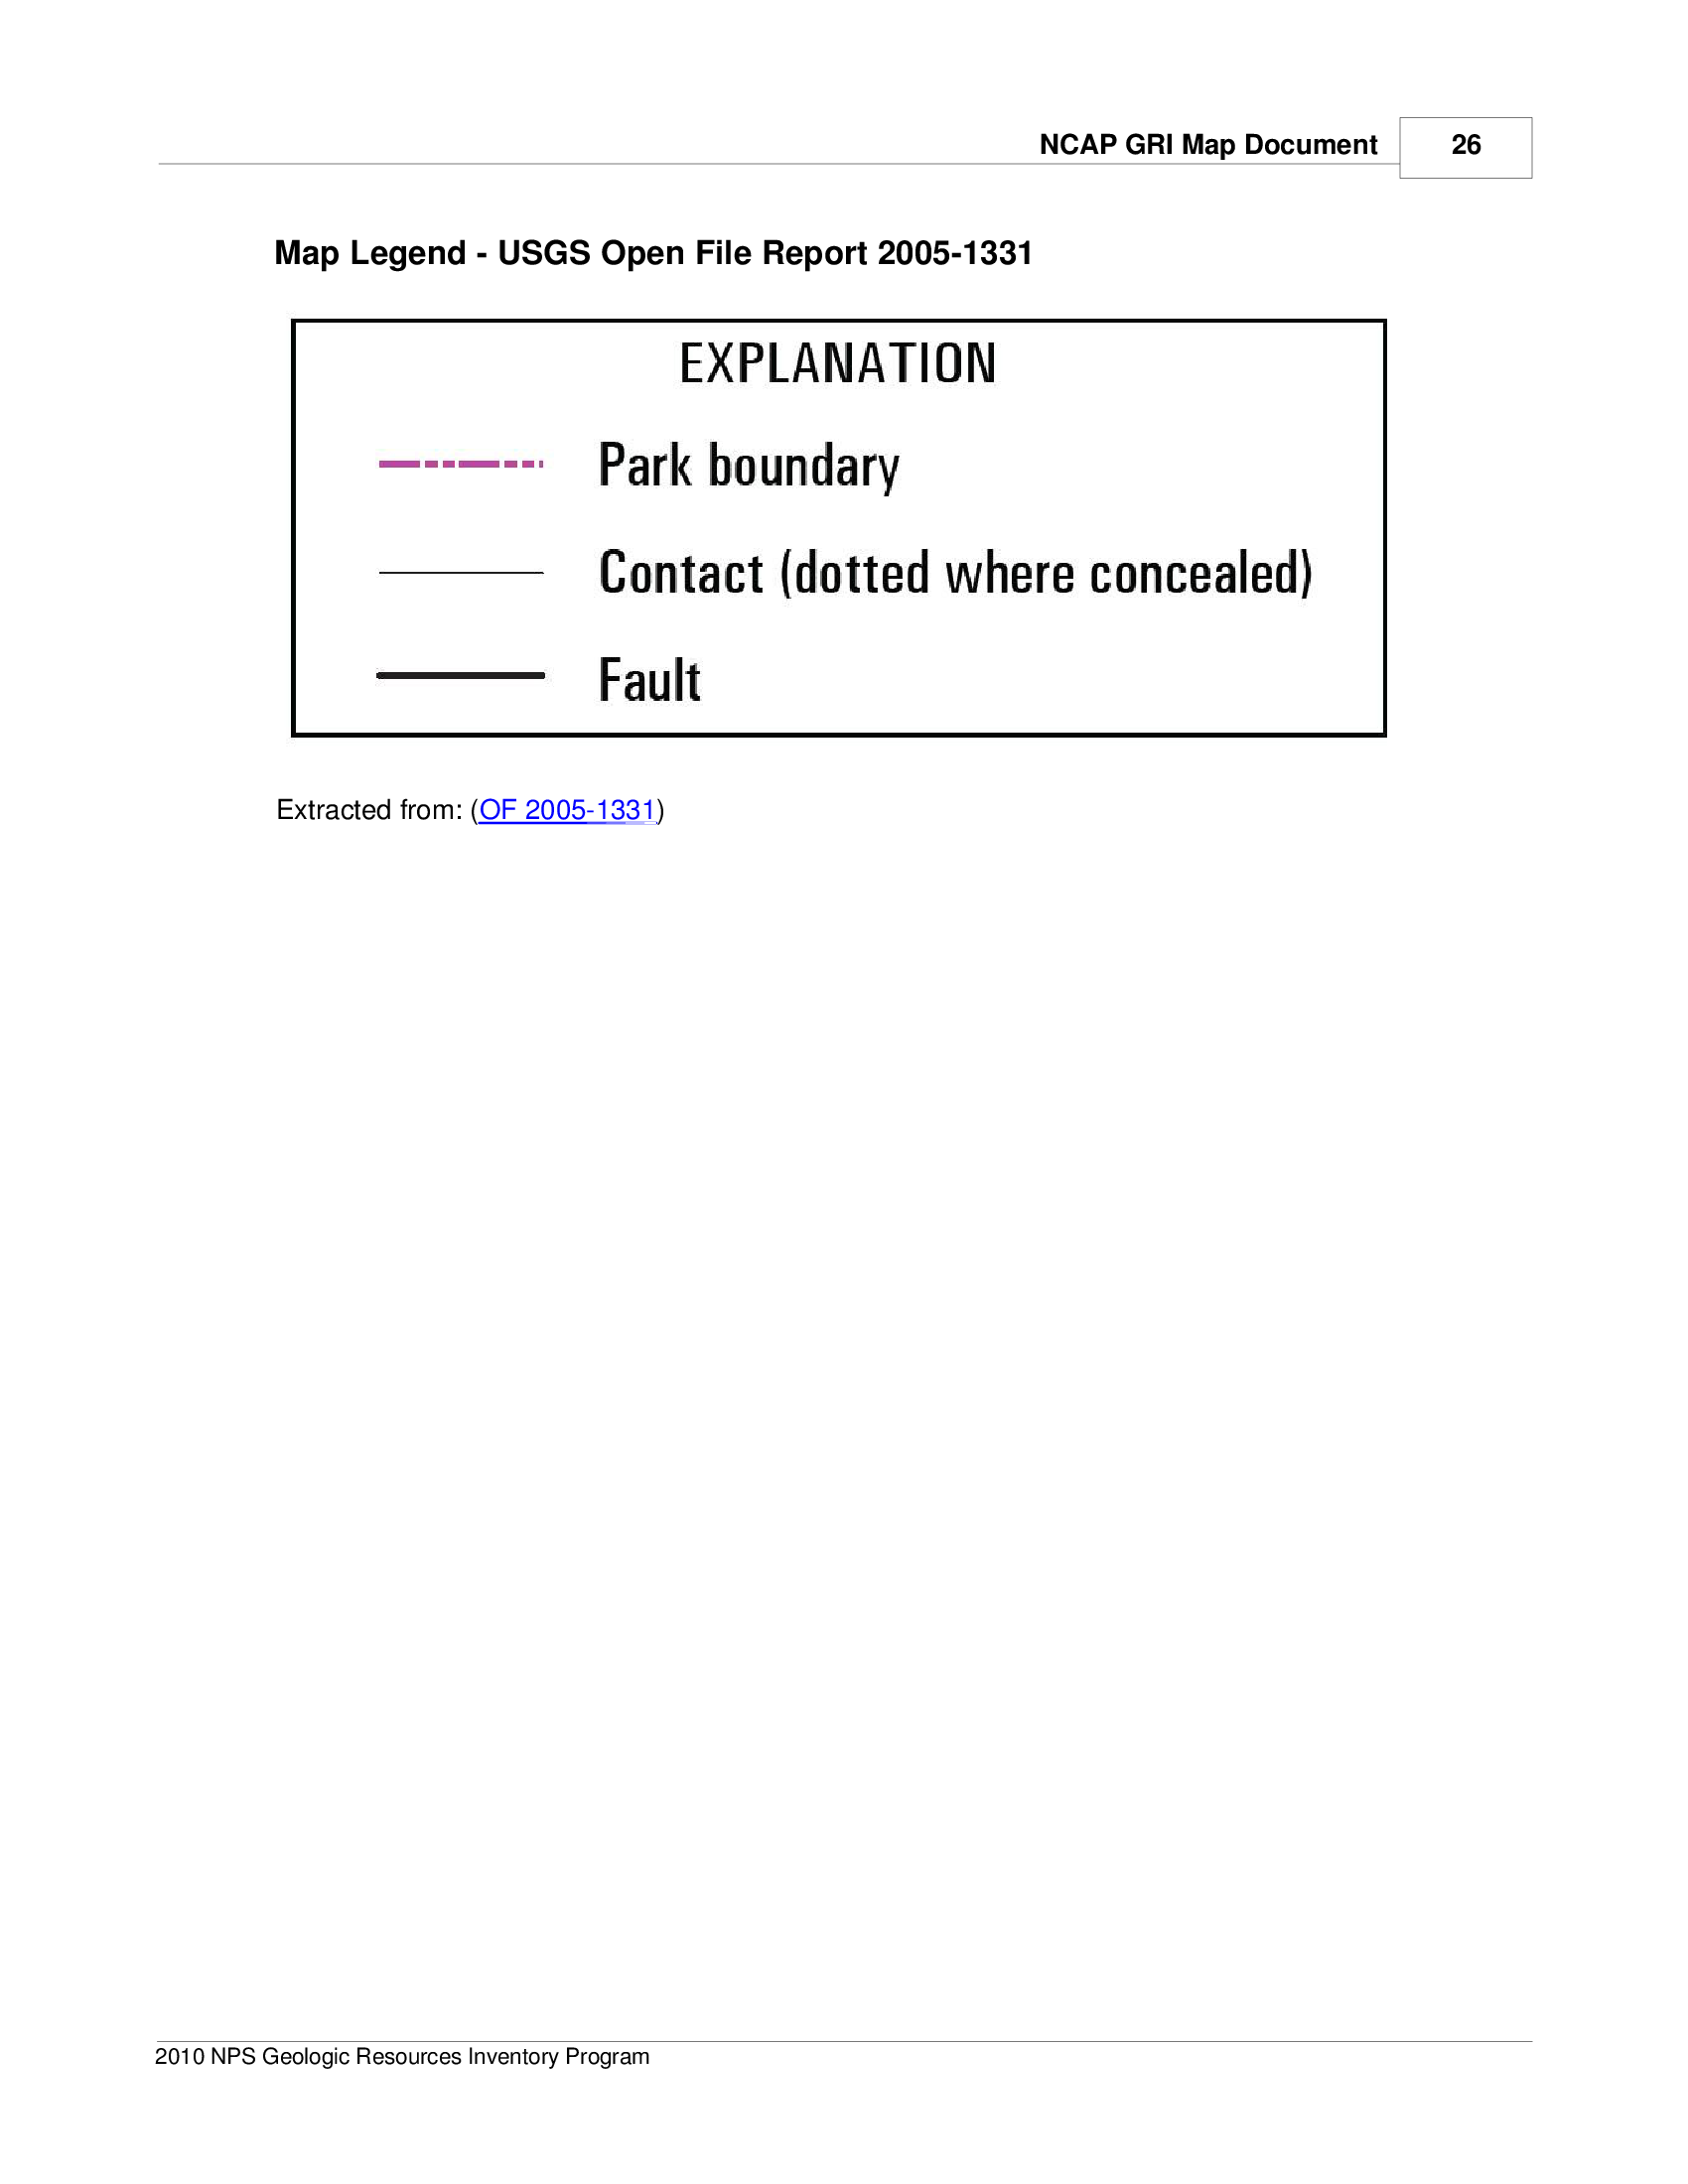 NCAP GRI Map Document 26
Map Legend - USGS Open File Report 2005-1331
EXPLANATION
Park boundary
Contact (dotted where concealed)
Fault
Extracted from: (OF 2005-1331)
2010 NPS Geologic Resources Inventory Program